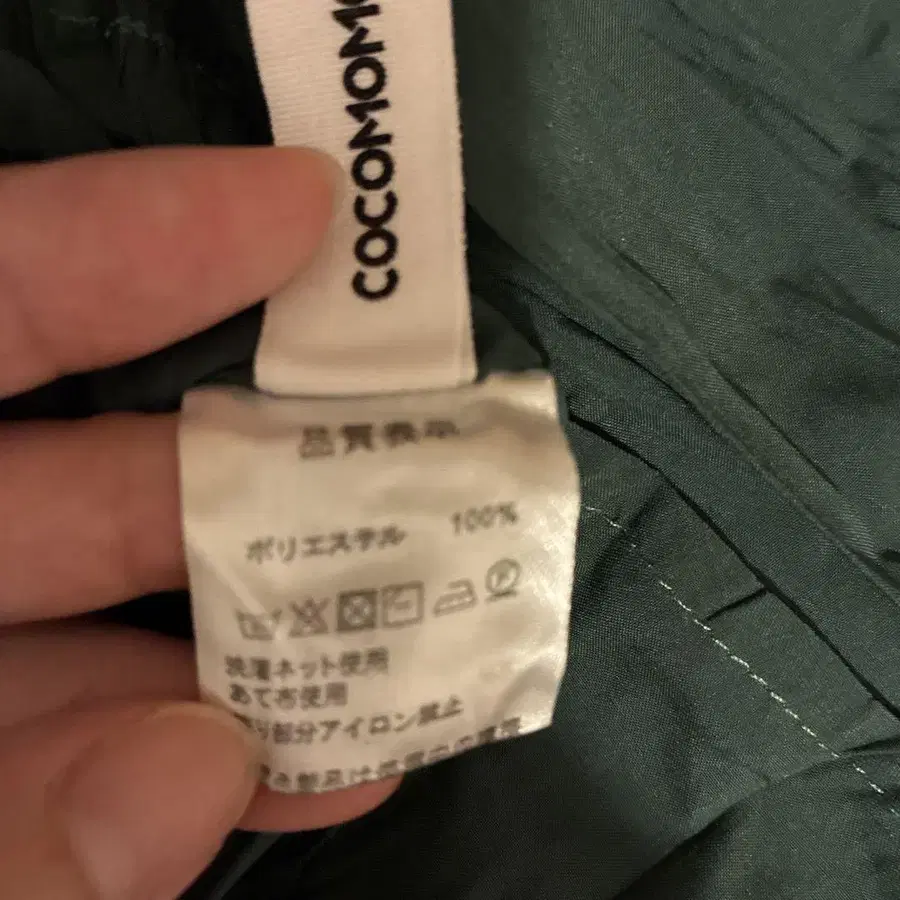 COCOMOM
品質表示
ポリエステル 100%
洗濯ネット使用
あて布使用
部分アイロン禁止